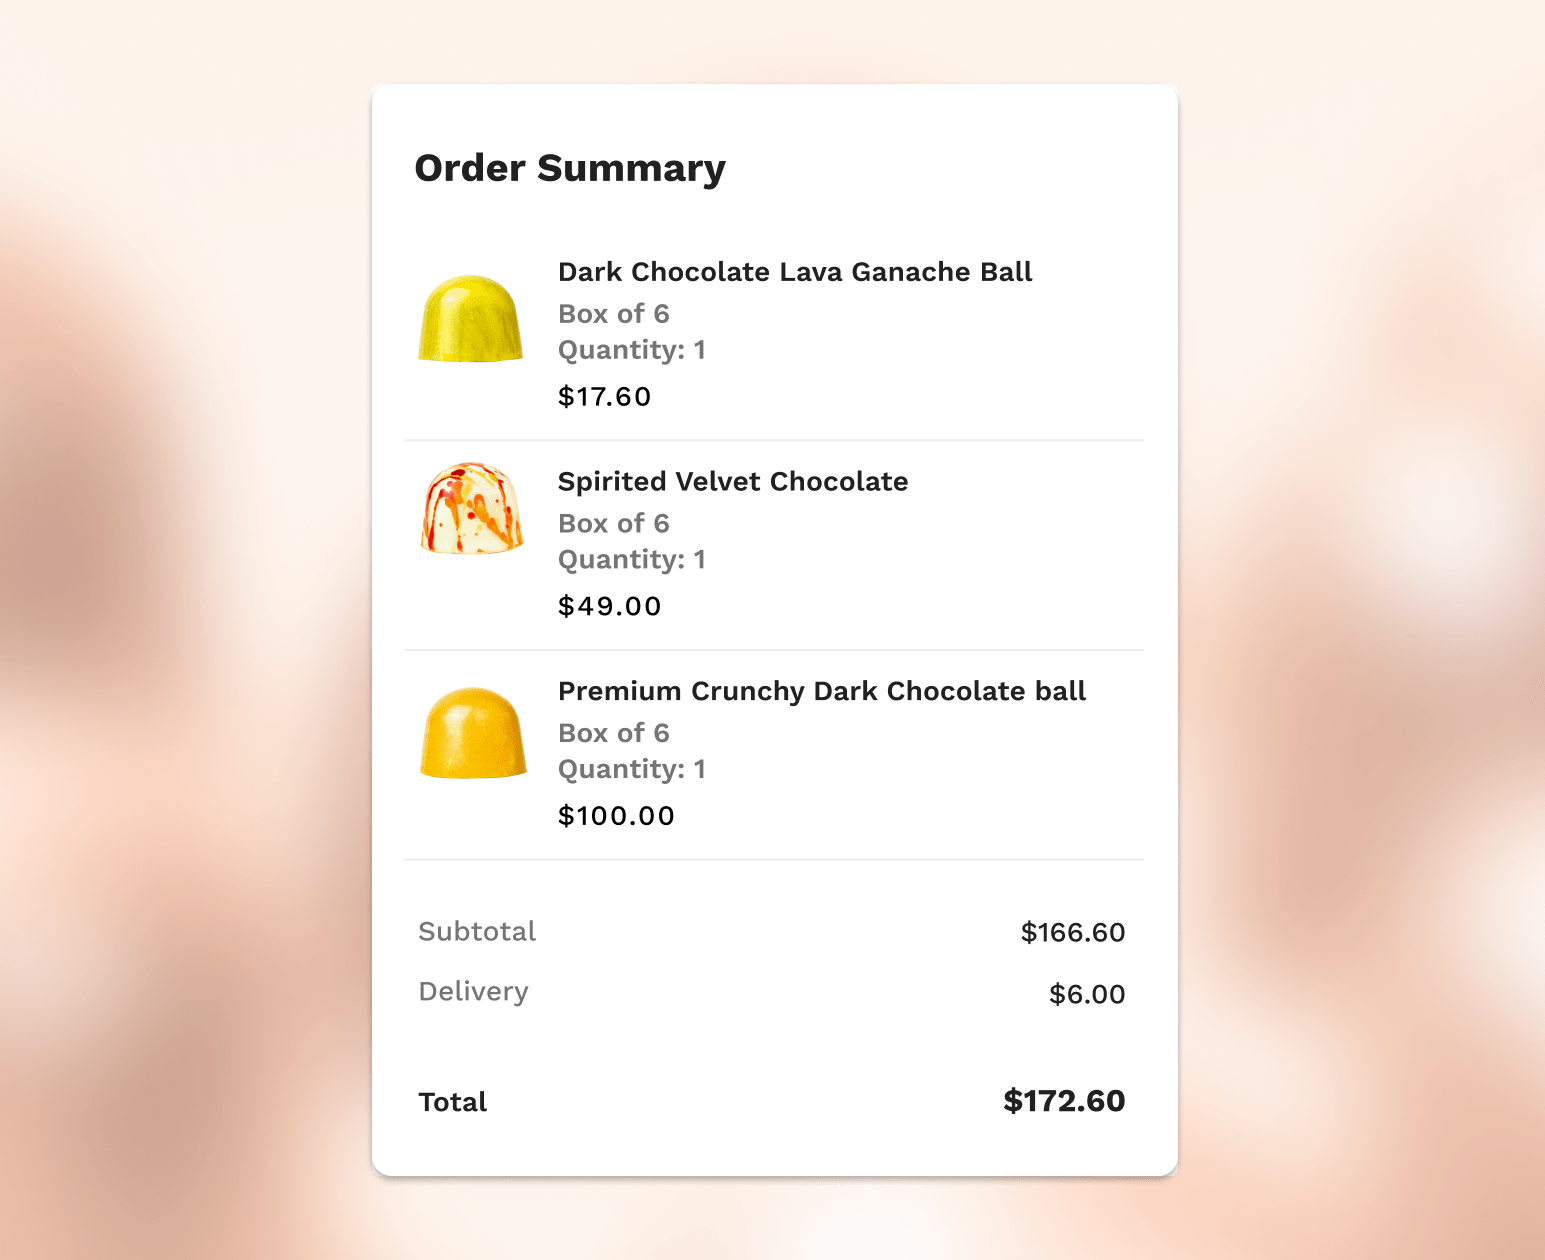 Order Summary
Dark Chocolate Lava Ganache Ball
Box of 6
Quantity: 1
$17.60
Spirited Velvet Chocolate
Box of 6
Quantity: 1
$49.00
Premium Crunchy Dark Chocolate ball
Box of 6
Quantity: 1
$100.00
Subtotal $166.60
Delivery $6.00
Total $172.60